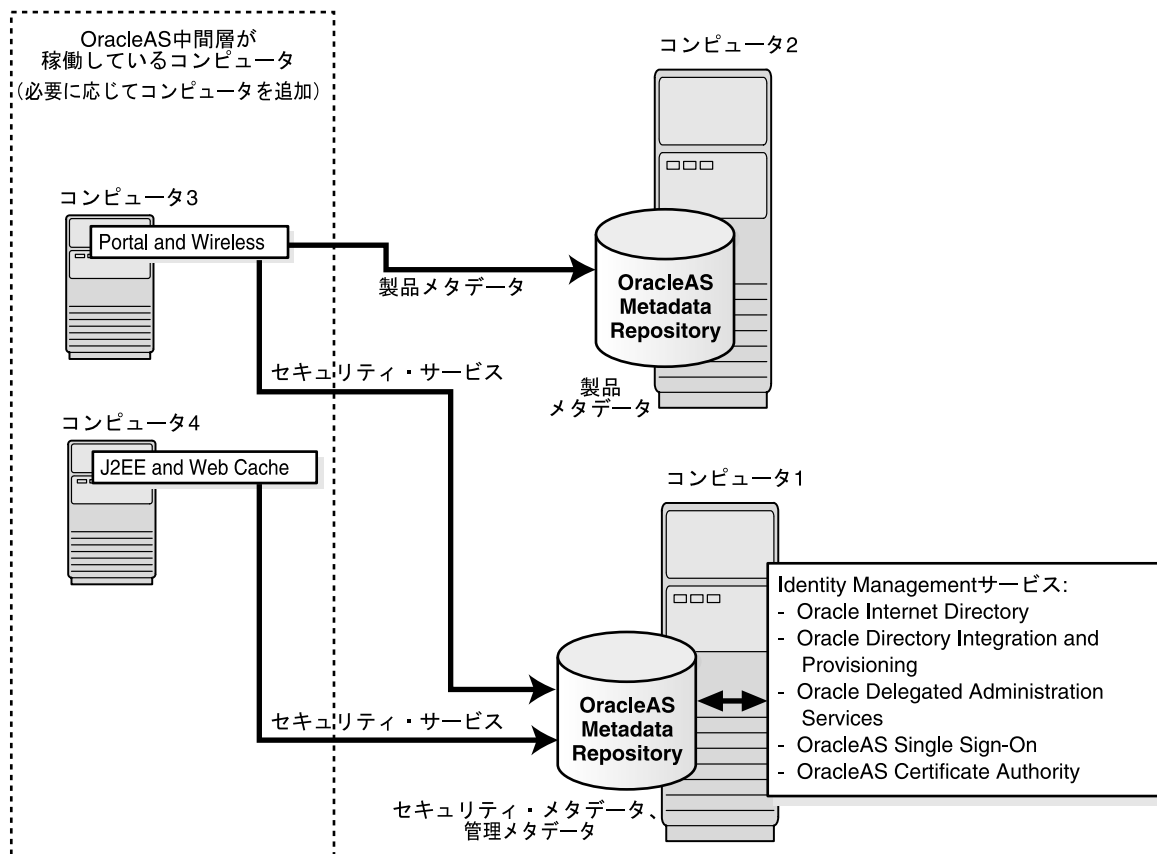 OracleAS中間層が
稼働しているコンピュータ
(必要に応じてコンピュータを追加)
コンピュータ2
コンピュータ3
Portal and Wireless
製品メタデータ
OracleAS
Metadata
Repository
製品
メタデータ
セキュリティ・サービス
コンピュータ4
J2EE and Web Cache
コンピュータ1
セキュリティ・サービス
OracleAS
Metadata
Repository
Identity Managementサービス:
- Oracle Internet Directory
- Oracle Directory Integration and
Provisioning
- Oracle Delegated Administration
Services
- OracleAS Single Sign-On
- OracleAS Certificate Authority
セキュリティ・メタデータ、
管理メタデータ